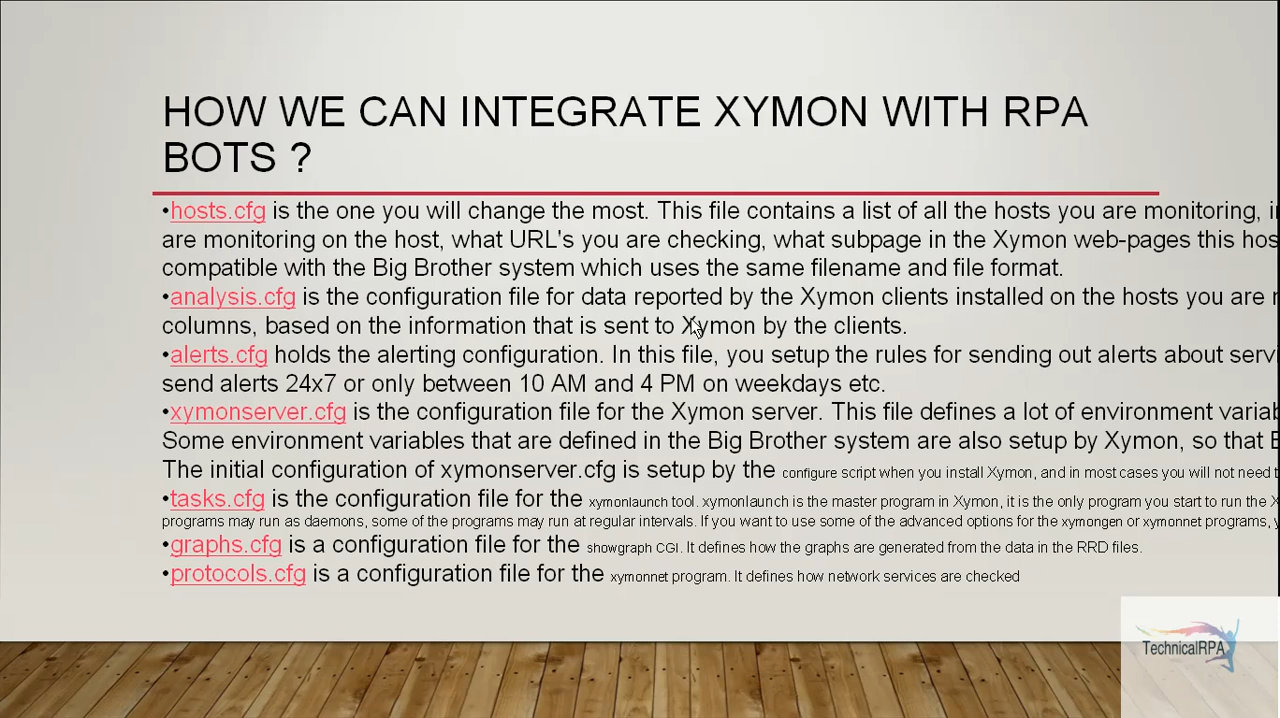 HOW WE CAN INTEGRATE XYMON WITH RPA
BOTS ?
•hosts.cfg is the one you will change the most. This file contains a list of all the hosts you are monitoring,
are monitoring on the host, what URL's you are checking, what subpage in the Xymon web-pages this
compatible with the Big Brother system which uses the same filename and file format.
•analysis.cfg is the configuration file for data reported by the Xymon clients installed on the hosts you are
columns, based on the information that is sent to Xymon by the clients.
•alerts.cfg holds the alerting configuration. In this file, you setup the rules for sending out alerts about
send alerts 24x7 or only between 10 AM and 4 PM on weekdays etc.
•xymonserver.cfg is the configuration file for the Xymon server. This file defines a lot of environment
Some environment variables that are defined in the Big Brother system are also setup by Xymon, so that
The initial configuration of xymonserver.cfg is setup by the configure script when you install Xymon, and in most cases you will not need
•tasks.cfg is the configuration file for the xymonlaunch tool. xymonlaunch is the master program in Xymon, it is the only program you start to run the
programs may run as daemons, some of the programs may run at regular intervals. If you want to use some of the advanced options for the xymongen or xymonnet programs,
•graphs.cfg is a configuration file for the showgraph CGI. It defines how the graphs are generated from the data in the RRD files.
•protocols.cfg is a configuration file for the xymonnet program. It defines how network services are checked
TechnicalRPA